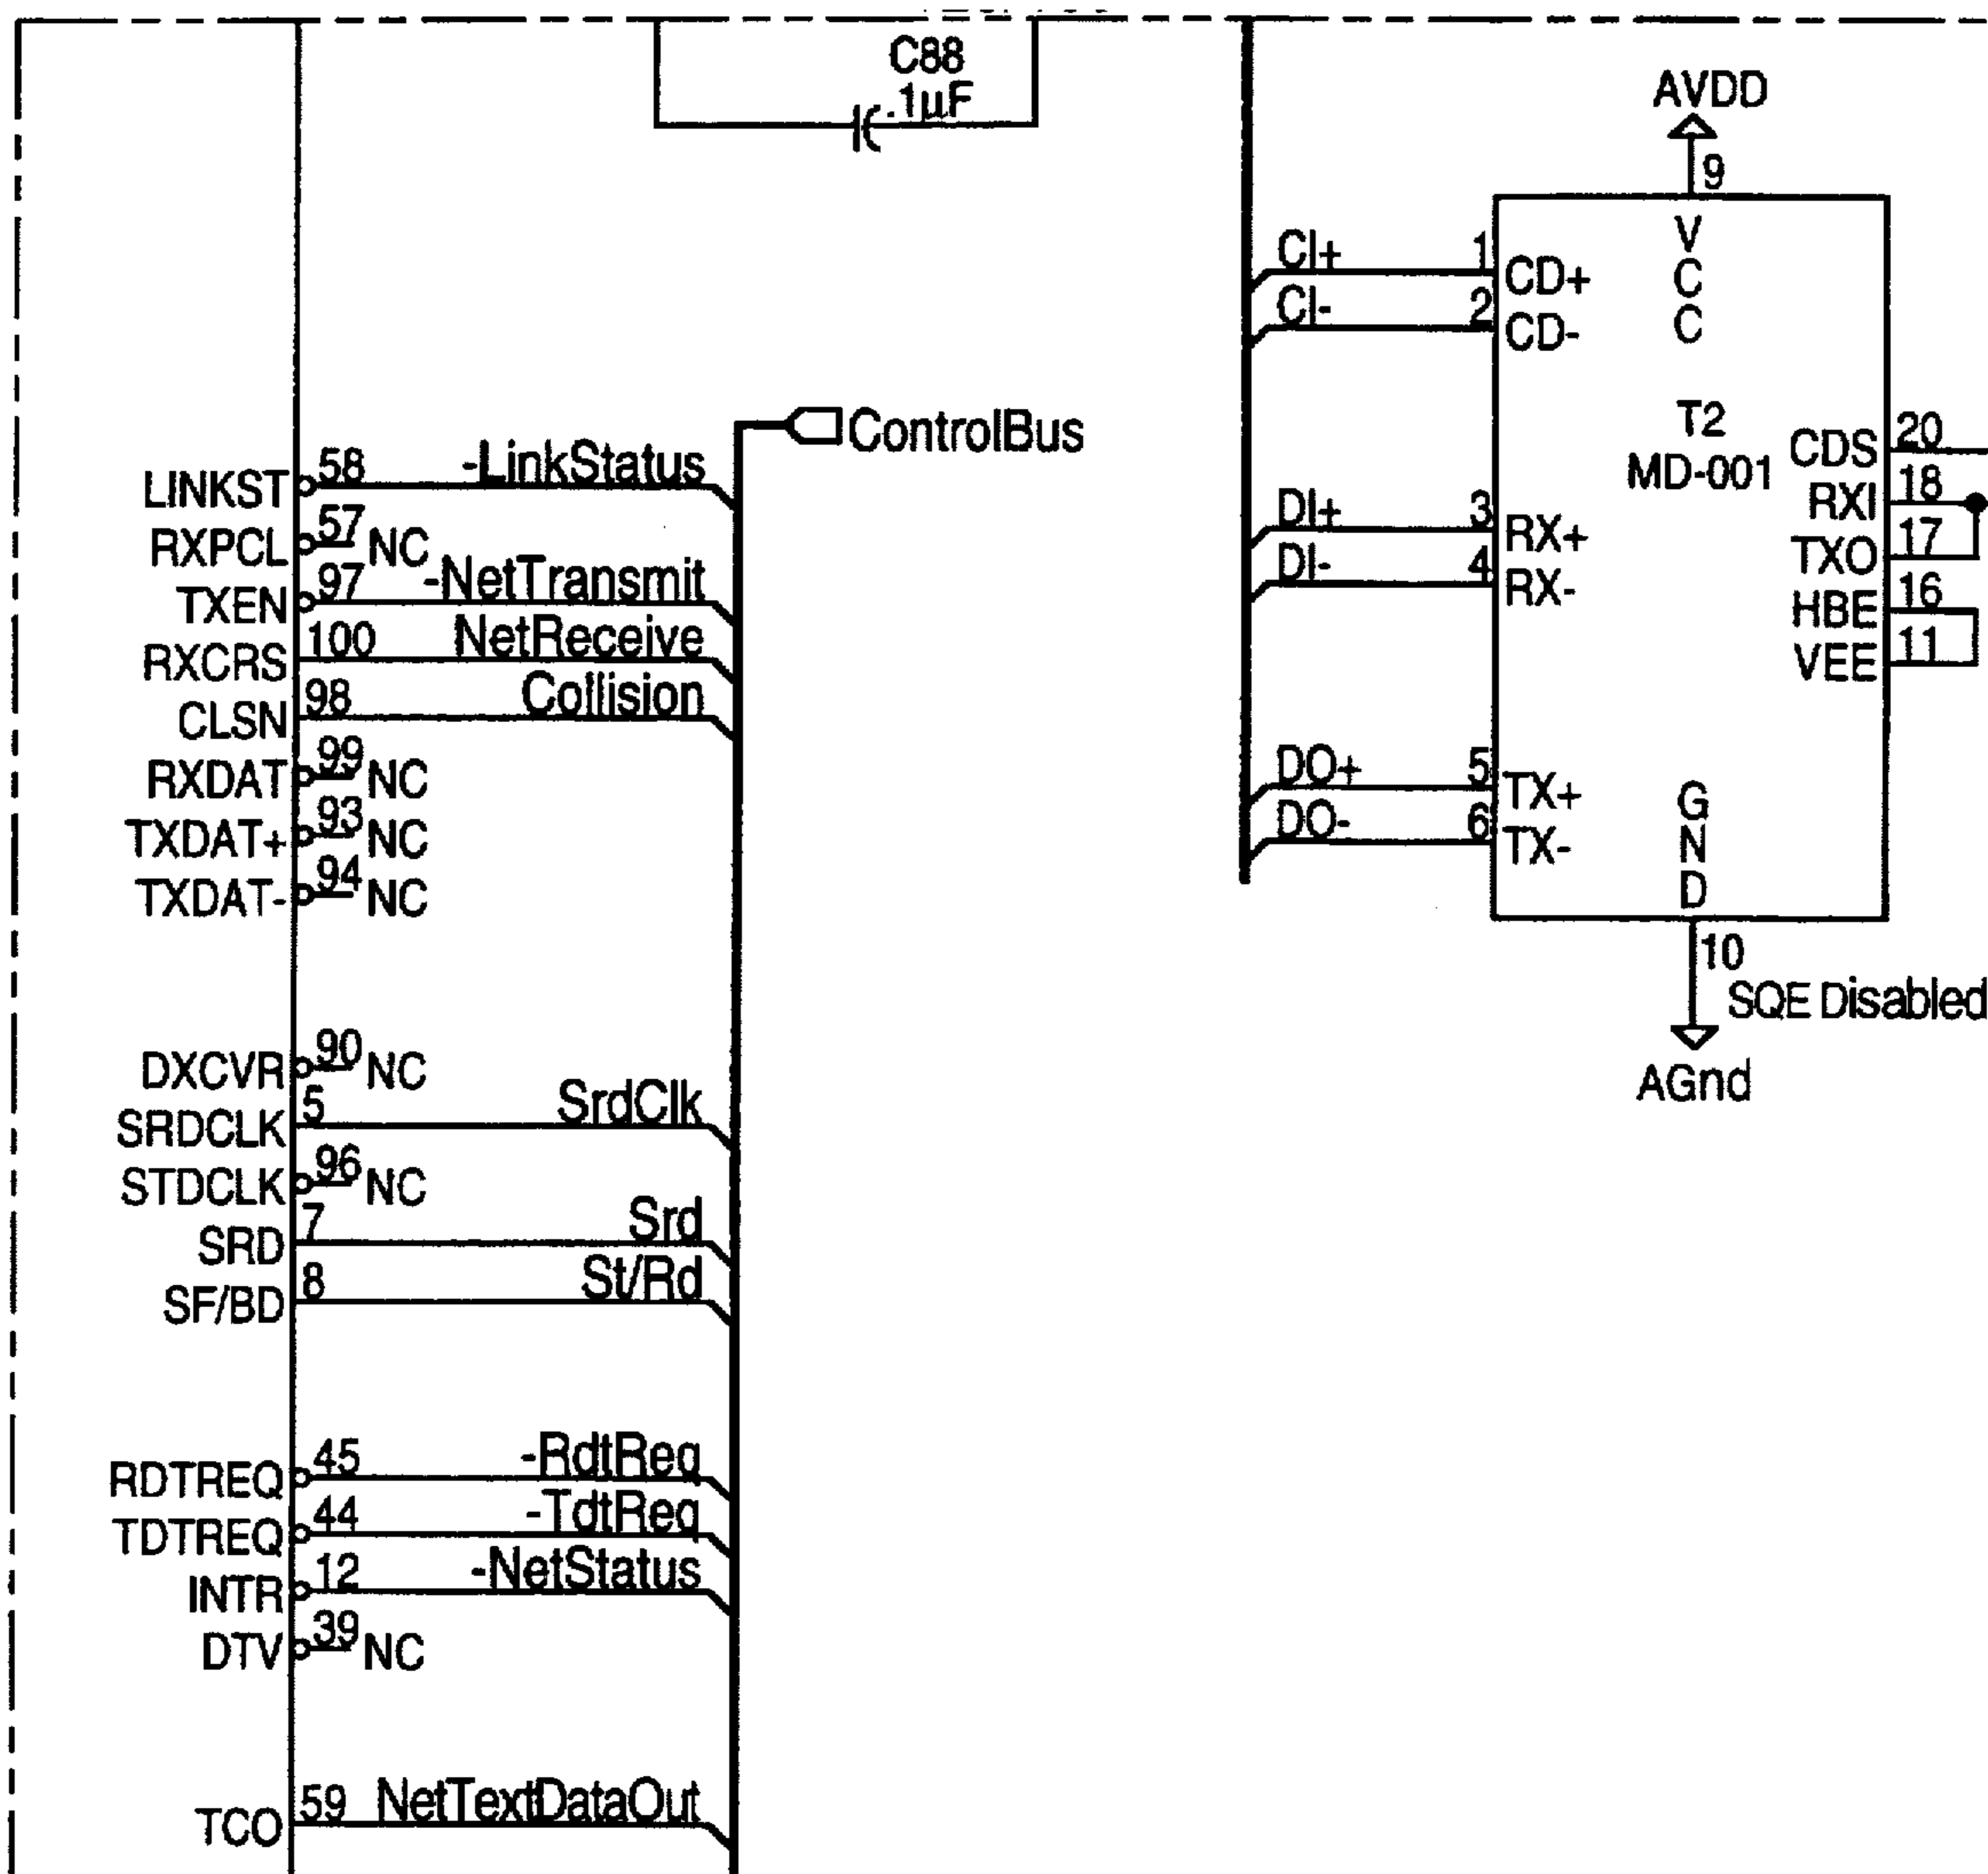 C88
.1µF
ControlBus
LINKST 58 -LinkStatus
RXPCL 57 NC
TXEN 97 -NetTransmit
RXCRS 100 NetReceive
CLSN 98 Collision
RXDAT 99 NC
TXDAT+ 93 NC
TXDAT- 94 NC
DXCVR 90 NC
SRDCLK 5 SrdClk
STDCLK 96 NC
SRD 7 Srd
SF/BD 8 St/Rd
RDTREQ 45 -RdtReq
TDTREQ 44 -TdtReq
INTR 12 -NetStatus
DTV 39 NC
TCO 59 NetTextDataOut
AVDD
9
VCC
CI+ 1 CD+
CI- 2 CD-
T2
MD-001
CDS 20
RXI 18
DI+ 3 RX+
TXO 17
DI- 4 RX-
HBE 16
VEE 11
DO+ 5 TX+
DO- 6 TX-
GND
10
SQE Disabled
AGnd